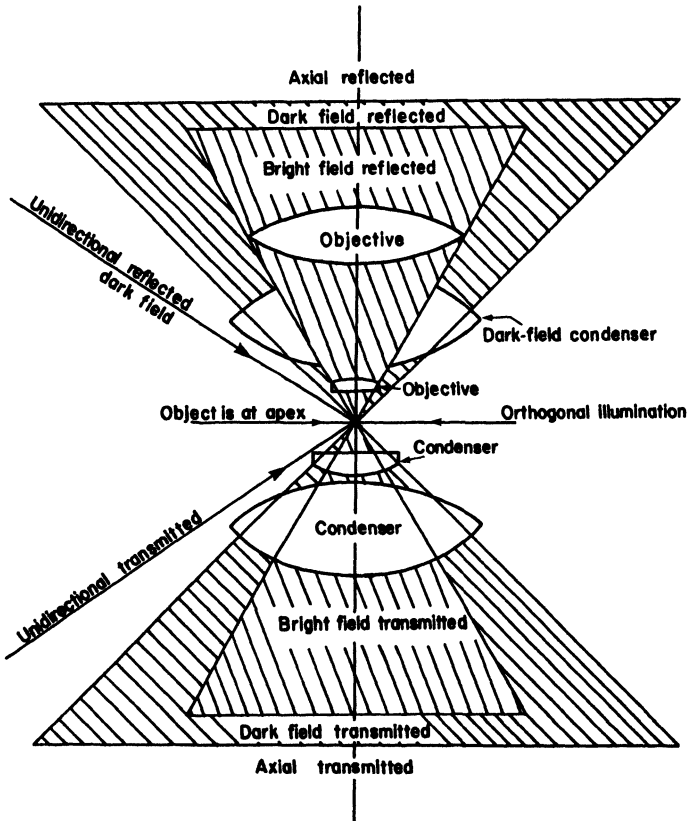 Axial reflected
Dark field reflected
Bright field reflected
Objective
Unidirectional reflected
dark field
Dark-field condenser
Objective
Object is at apex
Orthogonal illumination
Condenser
Condenser
Unidirectional transmitted
Bright field transmitted
Dark field transmitted
Axial transmitted